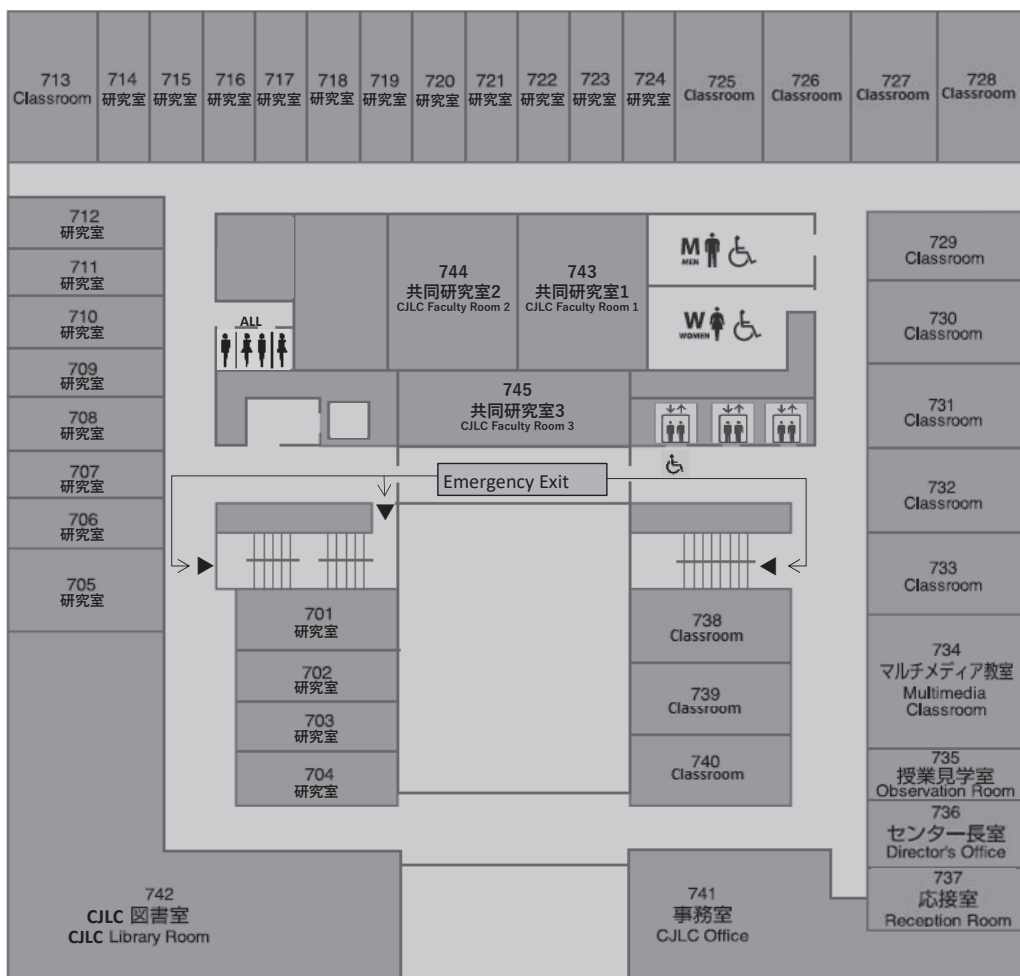 713
Classroom
714
研究室
715
研究室
716
研究室
717
研究室
718
研究室
719
研究室
720
研究室
721
研究室
722
研究室
723
研究室
724
研究室
725
Classroom
726
Classroom
727
Classroom
728
Classroom
712
研究室
711
研究室
710
研究室
709
研究室
708
研究室
707
研究室
706
研究室
705
研究室
ALL
744
共同研究室2
CJLC Faculty Room 2
743
共同研究室1
CJLC Faculty Room 1
M
MEN
W
WOMEN
745
共同研究室3
CJLC Faculty Room 3
Emergency Exit
729
Classroom
730
Classroom
731
Classroom
732
Classroom
733
Classroom
734
マルチメディア教室
Multimedia
Classroom
735
授業見学室
Observation Room
736
センター長室
Director's Office
737
応接室
Reception Room
701
研究室
702
研究室
703
研究室
704
研究室
738
Classroom
739
Classroom
740
Classroom
742
CJLC 図書室
CJLC Library Room
741
事務室
CJLC Office